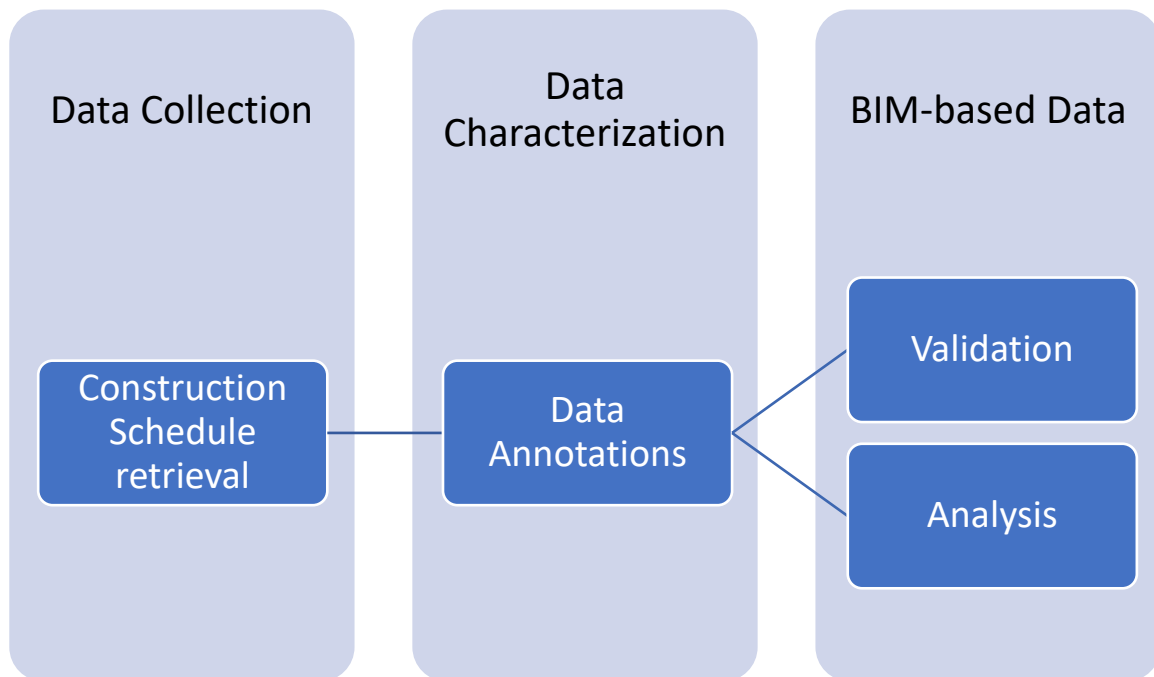 Data Collection
Data
Characterization
BIM-based Data
Construction
Schedule
retrieval
Data
Annotations
Validation
Analysis